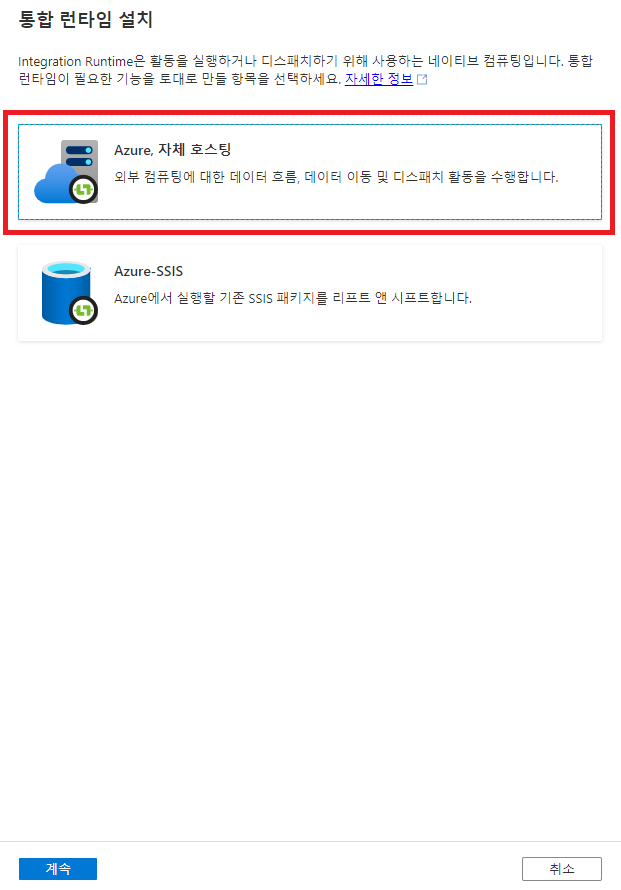 통합 런타임 설치
Integration Runtime은 활동을 실행하거나 디스패치하기 위해 사용하는 네이티브 컴퓨팅입니다. 통합
런타임이 필요한 기능을 토대로 만들 항목을 선택하세요. 자세한 정보
Azure, 자체 호스팅
외부 컴퓨팅에 대한 데이터 흐름, 데이터 이동 및 디스패치 활동을 수행합니다.
Azure-SSIS
Azure에서 실행할 기존 SSIS 패키지를 리프트 앤 시프트합니다.
계속
취소